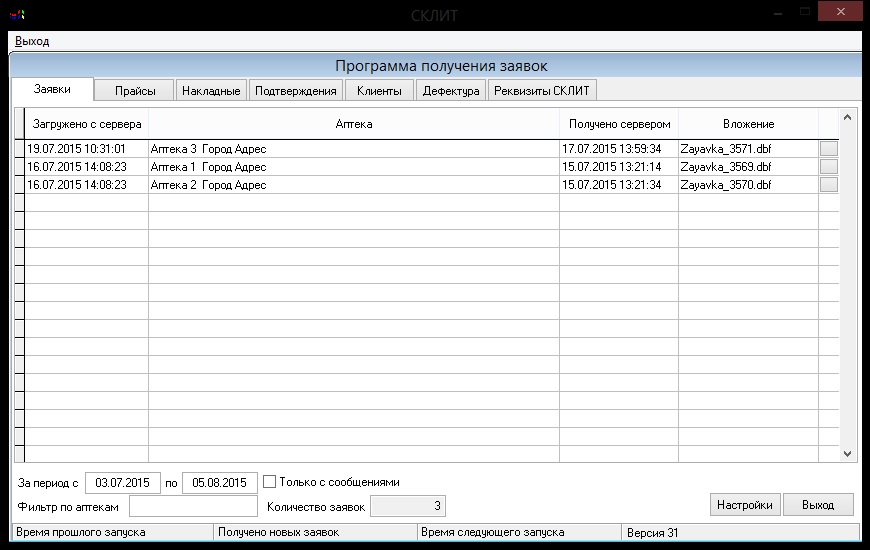 СКЛИТ
Выход
Программа получения заявок
Заявки Прайсы Накладные Подтверждения Клиенты Дефектура Реквизиты СКЛИТ
Загружено с сервера Аптека Получено сервером Вложение
19.07.2015 10:31:01 Аптека 3 Город Адрес 17.07.2015 13:59:34 Zayavka_3571.dbf
16.07.2015 14:08:23 Аптека 1 Город Адрес 15.07.2015 13:21:14 Zayavka_3569.dbf
16.07.2015 14:08:23 Аптека 2 Город Адрес 15.07.2015 13:21:34 Zayavka_3570.dbf
За период с 03.07.2015 по 05.08.2015 Только с сообщениями
Фильтр по аптекам Количество заявок 3 Настройки Выход
Время прошлого запуска Получено новых заявок Время следующего запуска Версия 31